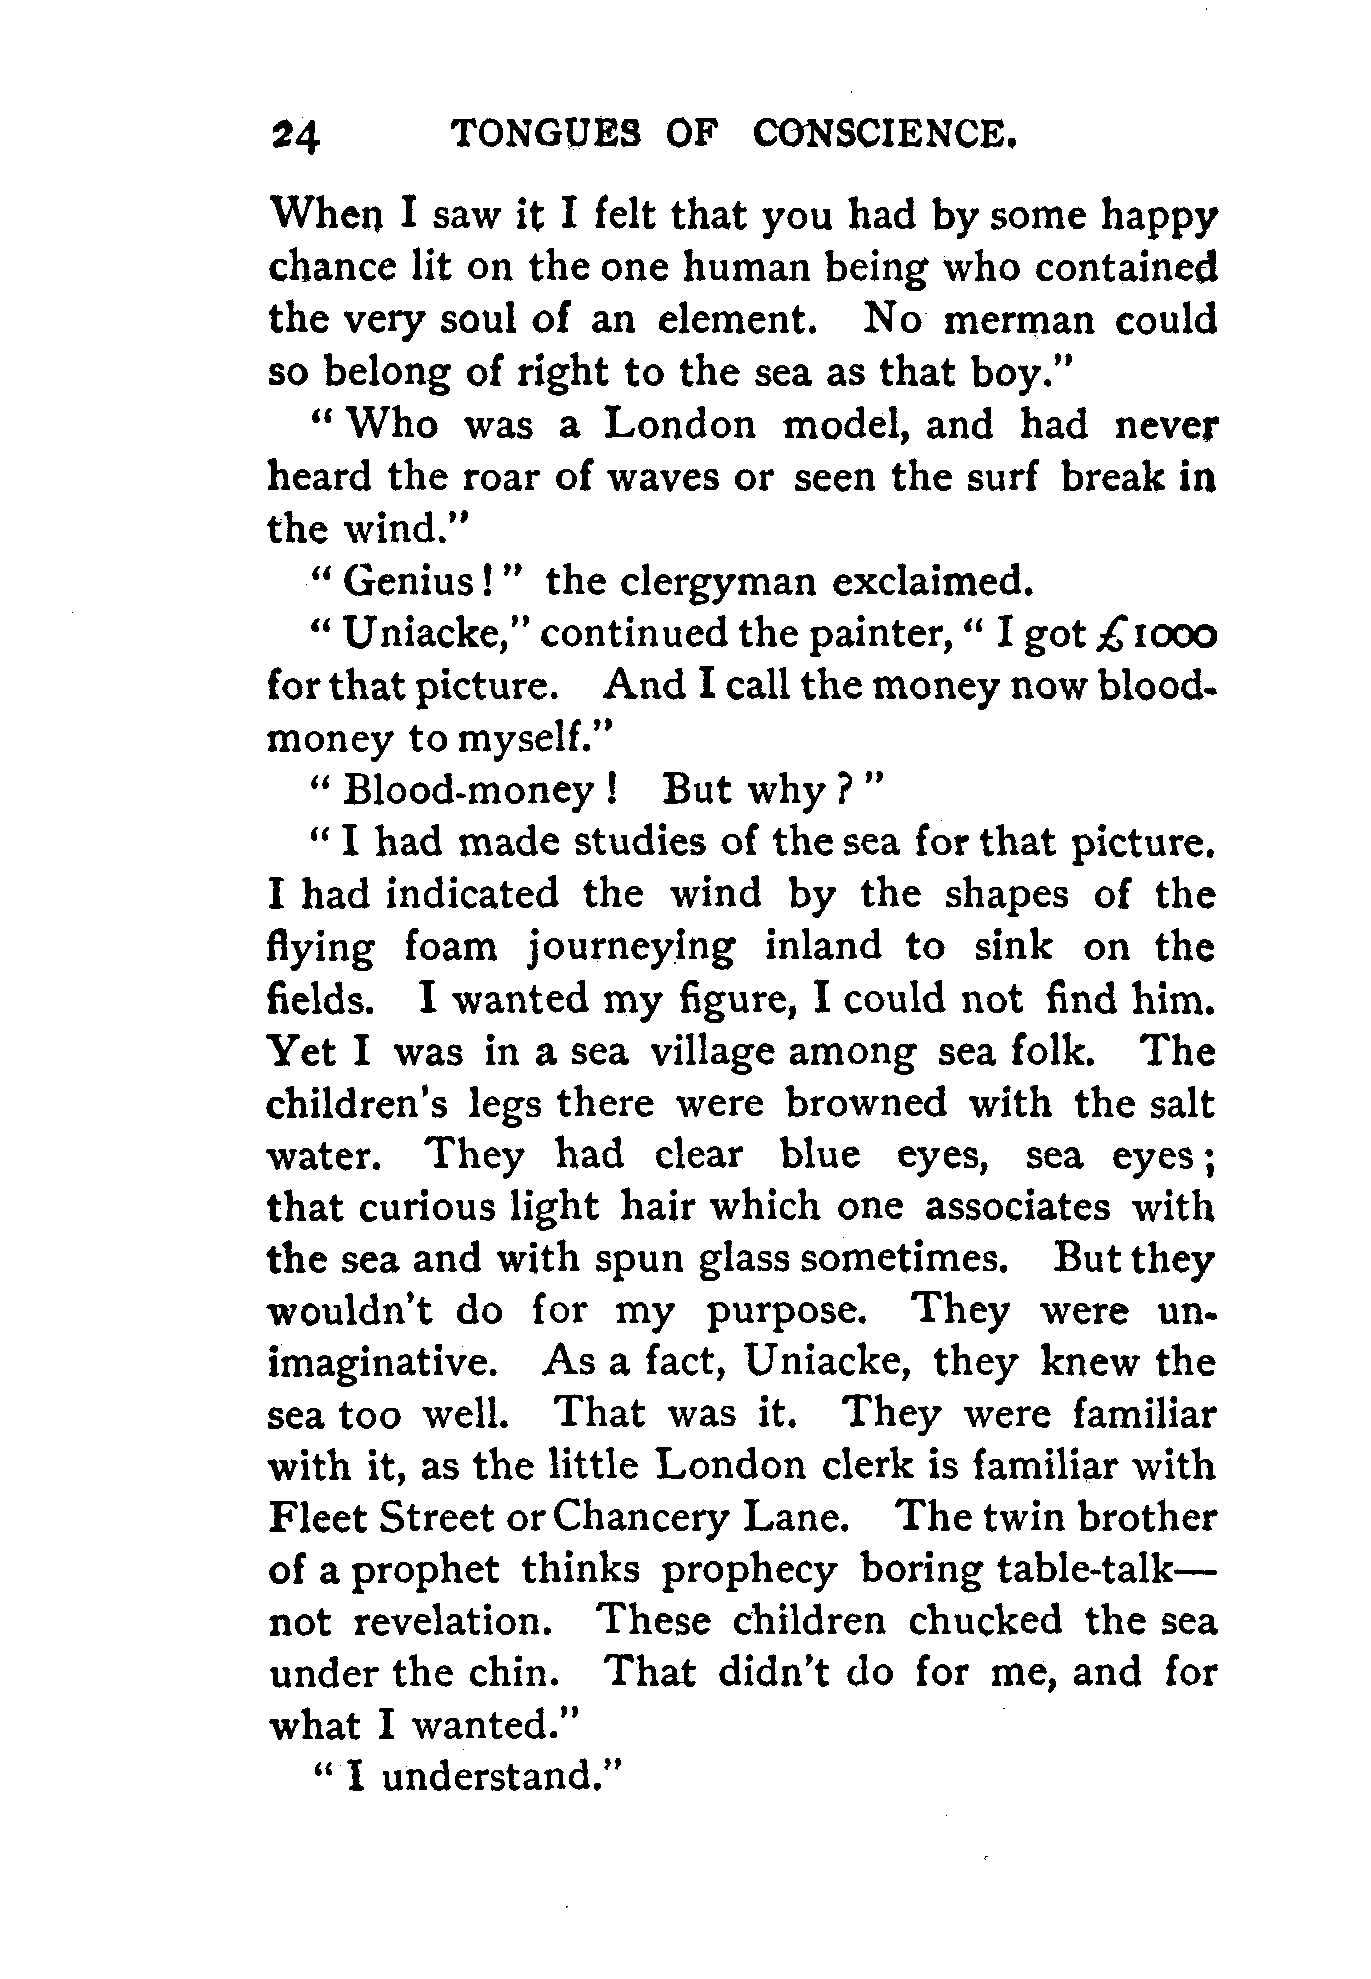 24 TONGUES OF CONSCIENCE.
When I saw it I felt that you had by some happy
chance lit on the one human being who contained
the very soul of an element. No merman could
so belong of right to the sea as that boy."
"Who was a London model, and had never
heard the roar of waves or seen the surf break in
the wind."
"Genius!" the clergyman exclaimed.
"Uniacke," continued the painter, "I got £1000
for that picture. And I call the money now blood-
money to myself."
"Blood-money! But why?"
"I had made studies of the sea for that picture.
I had indicated the wind by the shapes of the
flying foam journeying inland to sink on the
fields. I wanted my figure, I could not find him.
Yet I was in a sea village among sea folk. The
children's legs there were browned with the salt
water. They had clear blue eyes, sea eyes;
that curious light hair which one associates with
the sea and with spun glass sometimes. But they
wouldn't do for my purpose. They were un-
imaginative. As a fact, Uniacke, they knew the
sea too well. That was it. They were familiar
with it, as the little London clerk is familiar with
Fleet Street or Chancery Lane. The twin brother
of a prophet thinks prophecy boring table-talk—
not revelation. These children chucked the sea
under the chin. That didn't do for me, and for
what I wanted."
"I understand."